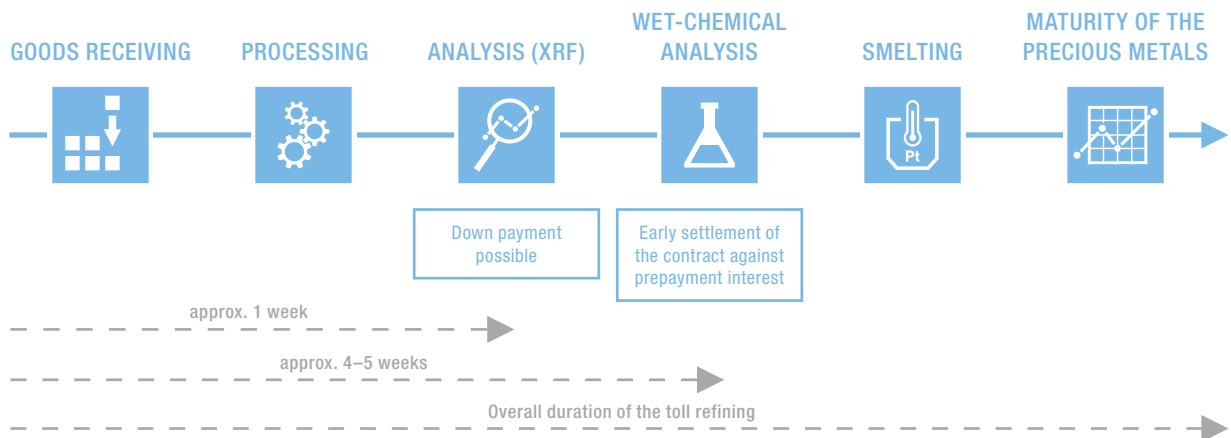 GOODS RECEIVING
PROCESSING
ANALYSIS (XRF)
WET-CHEMICAL
ANALYSIS
SMELTING
MATURITY OF THE
PRECIOUS METALS
Pt
Down payment
possible
Early settlement of
the contract against
prepayment interest
approx. 1 week
approx. 4–5 weeks
Overall duration of the toll refining